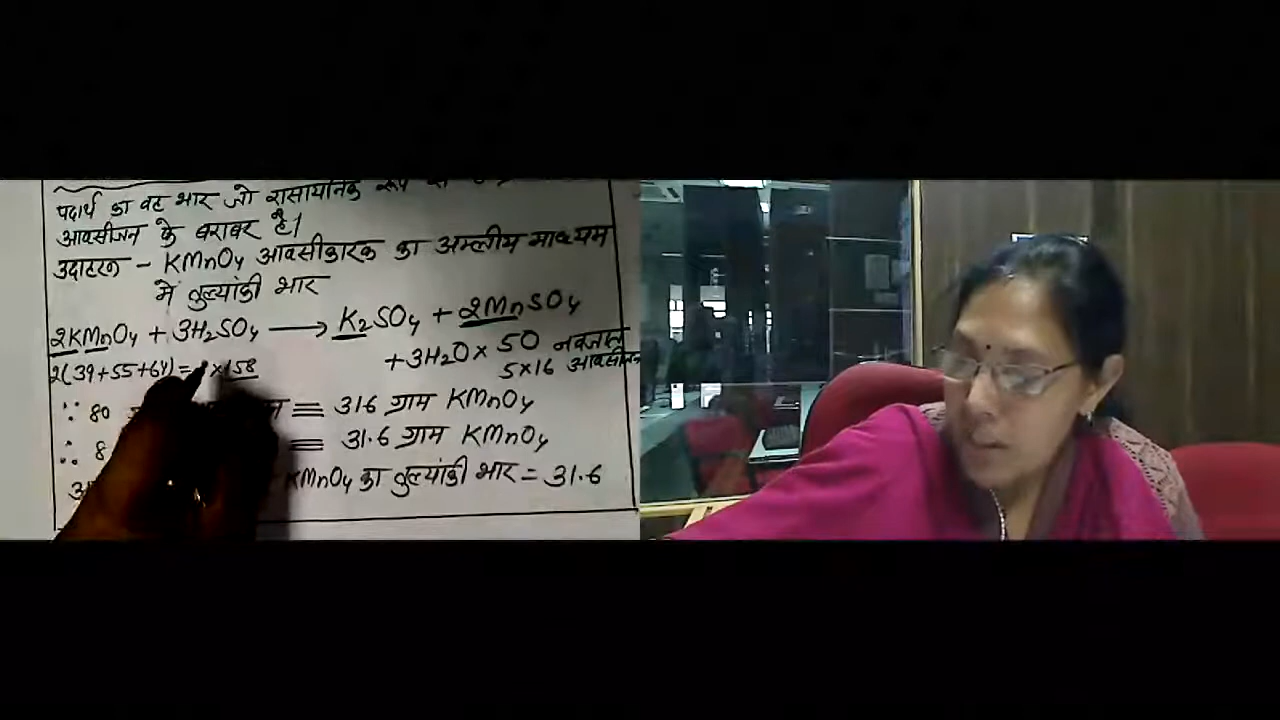 पदार्थ का वह भार जो रासायनिक रूप
आक्सीजन के बराबर है।
उदाहरन - KMnO4 आक्सीकारक का अम्लीय माध्यम
में तुल्यांकी भार
2KMnO4 + 3H2SO4 ⟶ K2SO4 + 2MnSO4
+3H2O × 5O नवजात
2(39+55+64) = ×158 5×16 आक्सीजन
∵ 80 ≡ 316 ग्राम KMnO4
∴ 8 ≡ 31.6 ग्राम KMnO4
KMnO4 का तुल्यांकी भार = 31.6